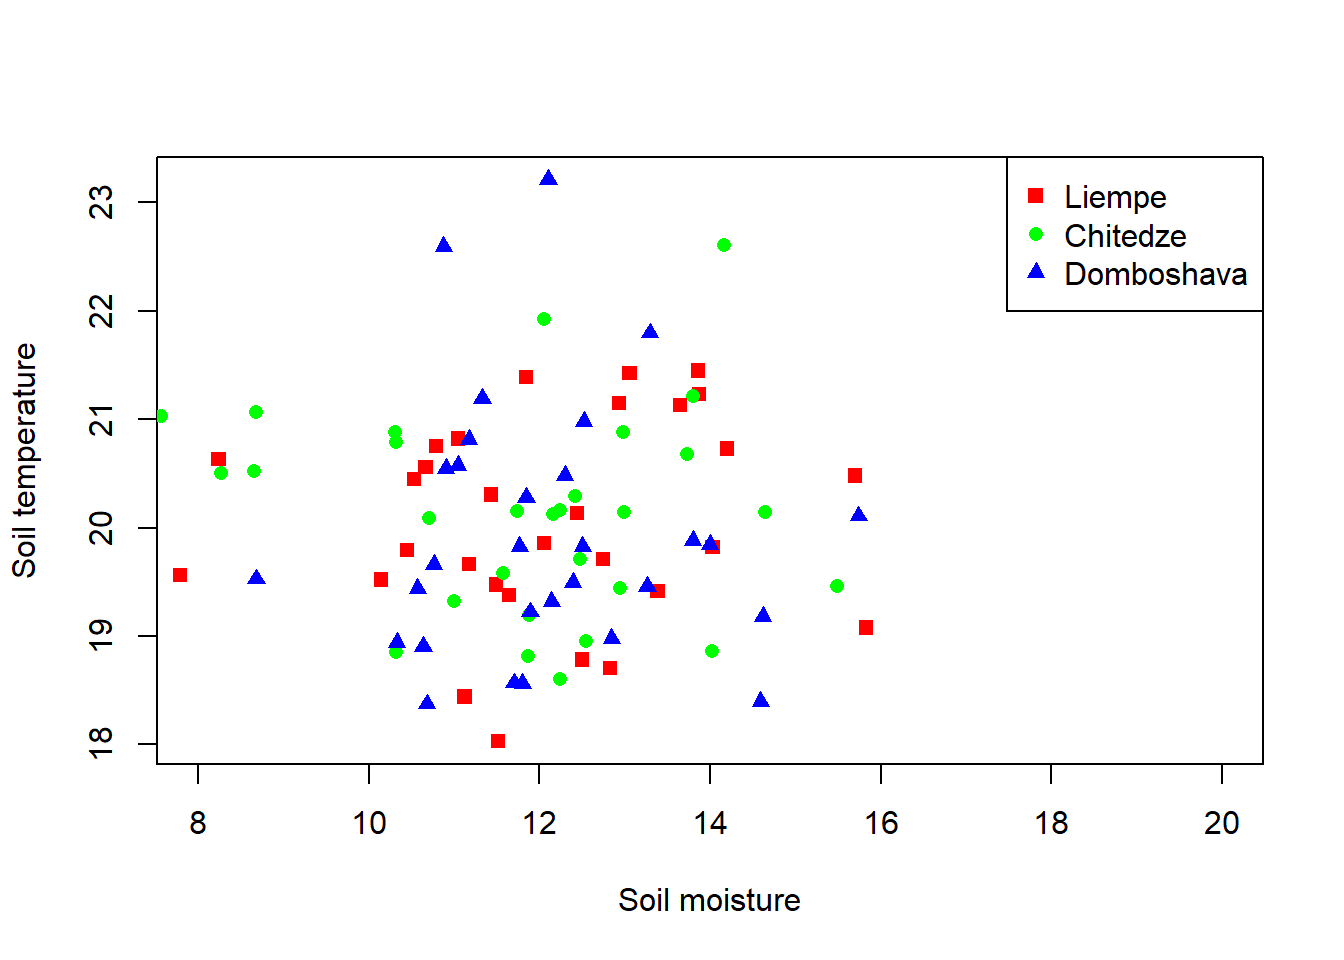 Liempe
Chitedze
Domboshava
Soil temperature
23
22
21
20
19
18
8 10 12 14 16 18 20
Soil moisture